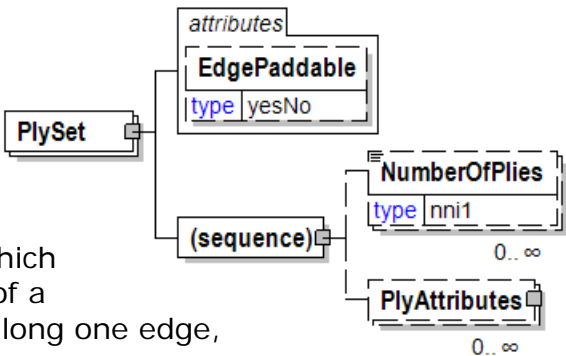 attributes
EdgePaddable
type yesNo
PlySet
NumberOfPlies
type nni1
(sequence)
0.. ∞
hich
of a
PlyAttributes
long one edge,
0.. ∞